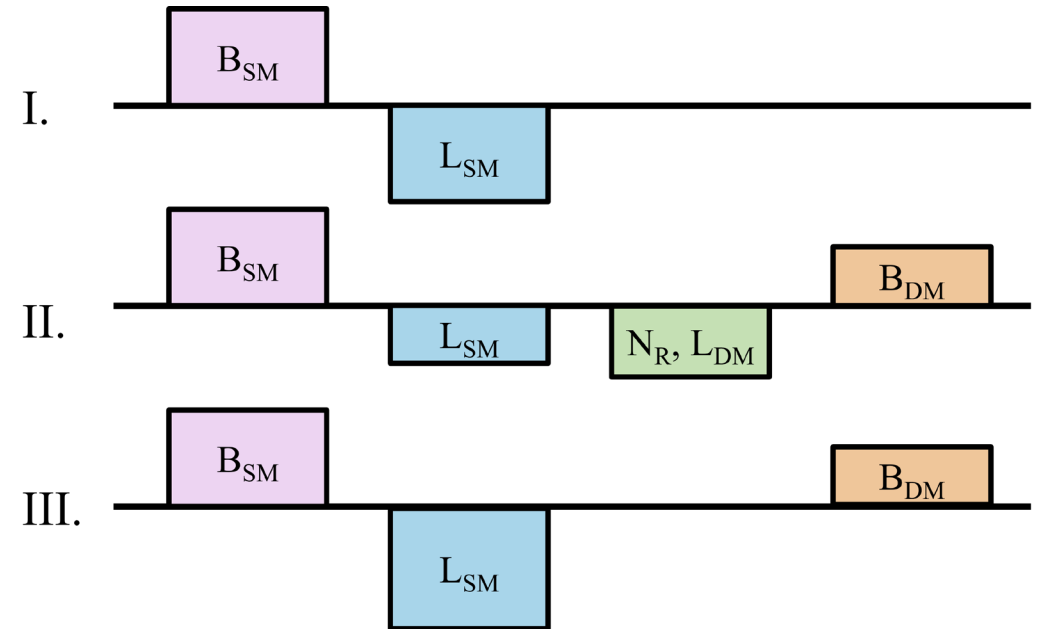 I.
B_SM
L_SM
II.
B_SM
L_SM
N_R, L_DM
B_DM
III.
B_SM
L_SM
B_DM